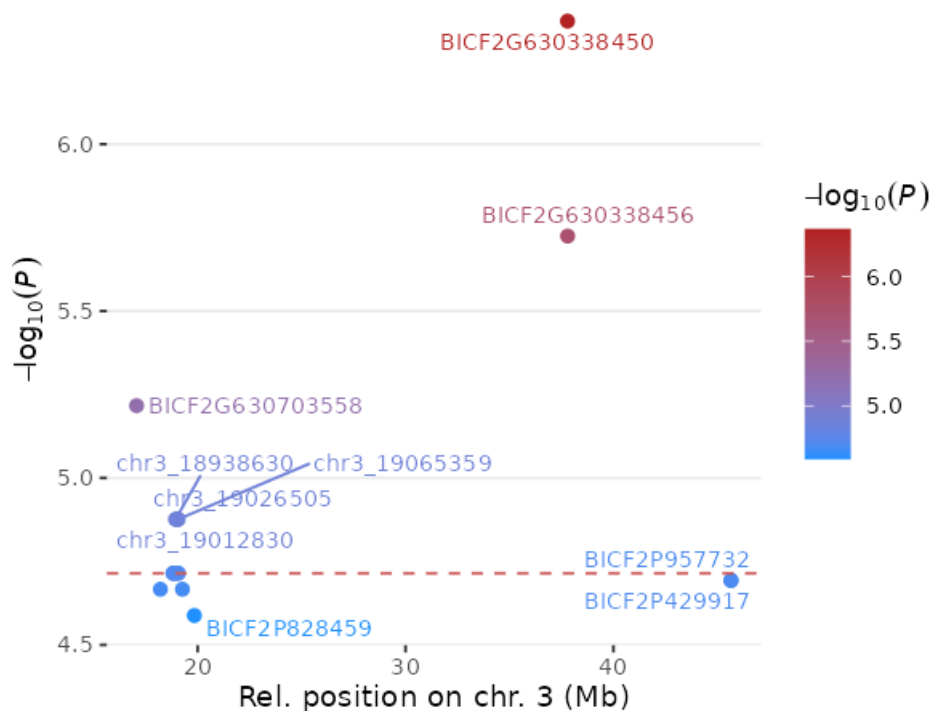 BICF2G630338450
6.0
BICF2G630338456
5.5
BICF2G630703558
chr3_18938630
chr3_19065359
5.0
chr3_19026505
chr3_19012830
BICF2P957732
BICF2P429917
BICF2P828459
4.5
20
30
40
Rel. position on chr. 3 (Mb)
−log10(P)
−log10(P)
6.0
5.5
5.0